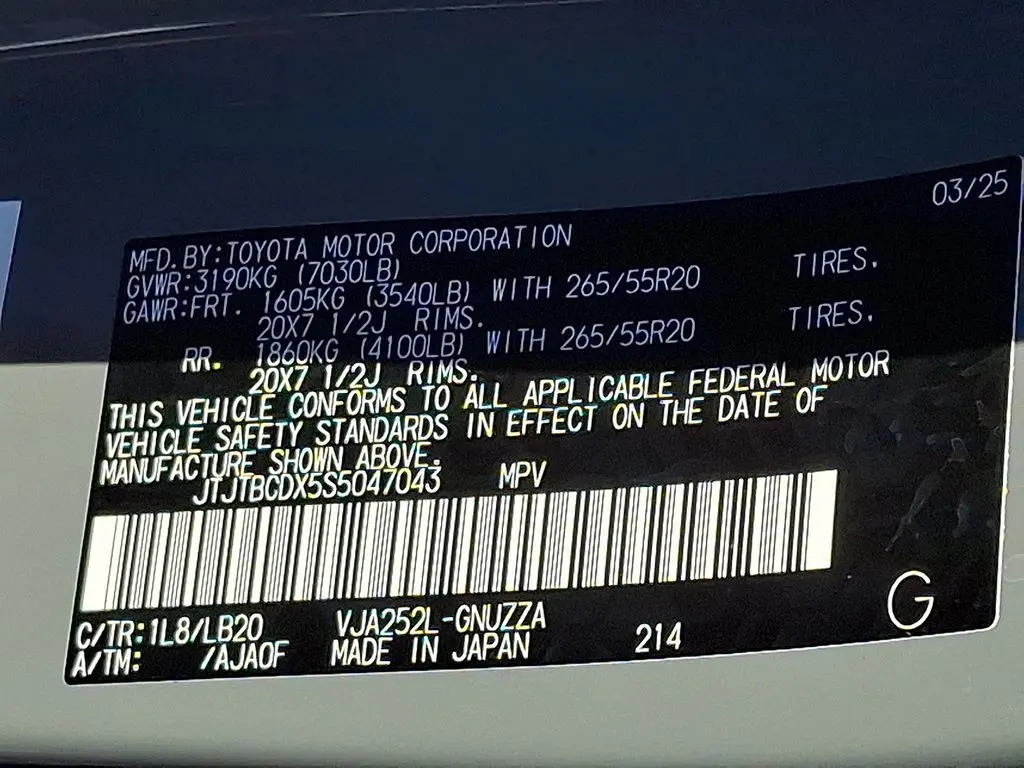 03/25
MFD. BY: TOYOTA MOTOR CORPORATION
GVWR: 3190KG (7030LB)
GAWR: FRT. 1605KG (3540LB) WITH 265/55R20 TIRES.
20X7 1/2J RIMS.
RR. 1860KG (4100LB) WITH 265/55R20 TIRES.
20X7 1/2J RIMS.
THIS VEHICLE CONFORMS TO ALL APPLICABLE FEDERAL MOTOR
VEHICLE SAFETY STANDARDS IN EFFECT ON THE DATE OF
MANUFACTURE SHOWN ABOVE.
JTJTBCDX5S5047043 MPV
C/TR: 1L8/LB20 VJA252L-GNUZZA
A/TM: /AJA0F MADE IN JAPAN 214
G